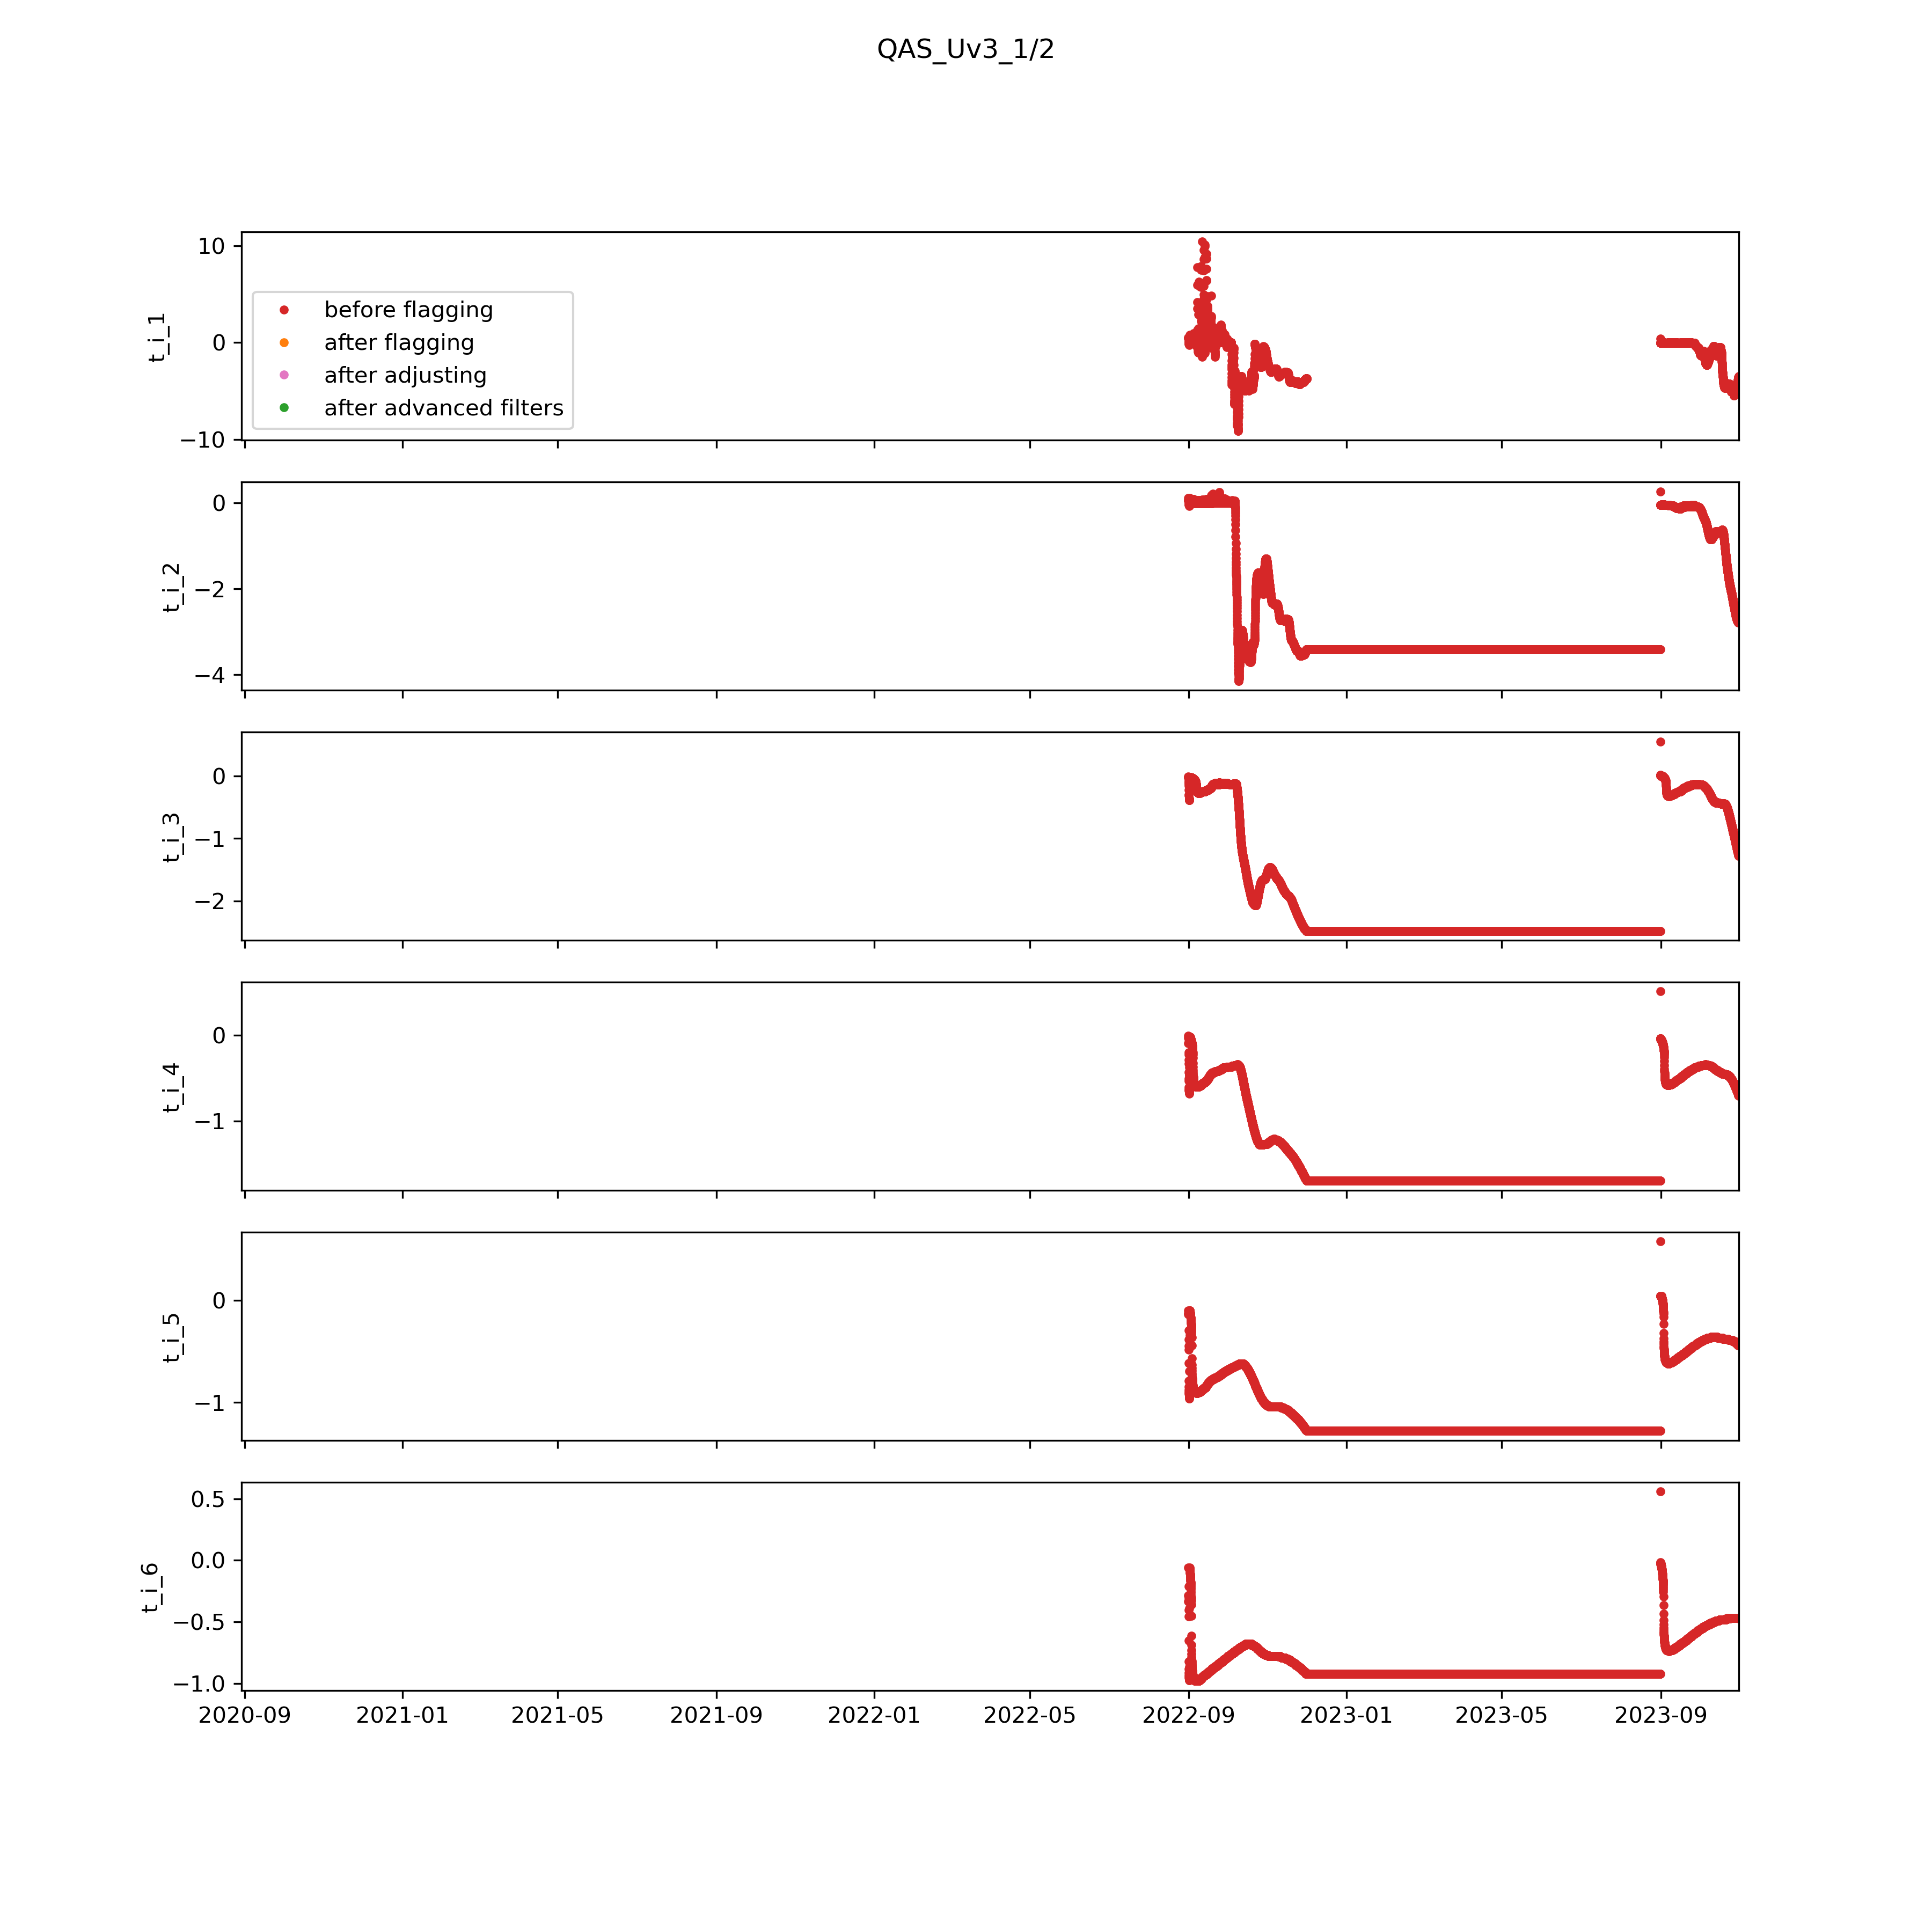 QAS_Uv3_1/2
10
0
−10
t_i_1
before flagging
after flagging
after adjusting
after advanced filters
0
−2
−4
t_i_2
0
−1
−2
t_i_3
0
−1
t_i_4
0
−1
t_i_5
0.5
0.0
−0.5
−1.0
t_i_6
2020-09 2021-01 2021-05 2021-09 2022-01 2022-05 2022-09 2023-01 2023-05 2023-09